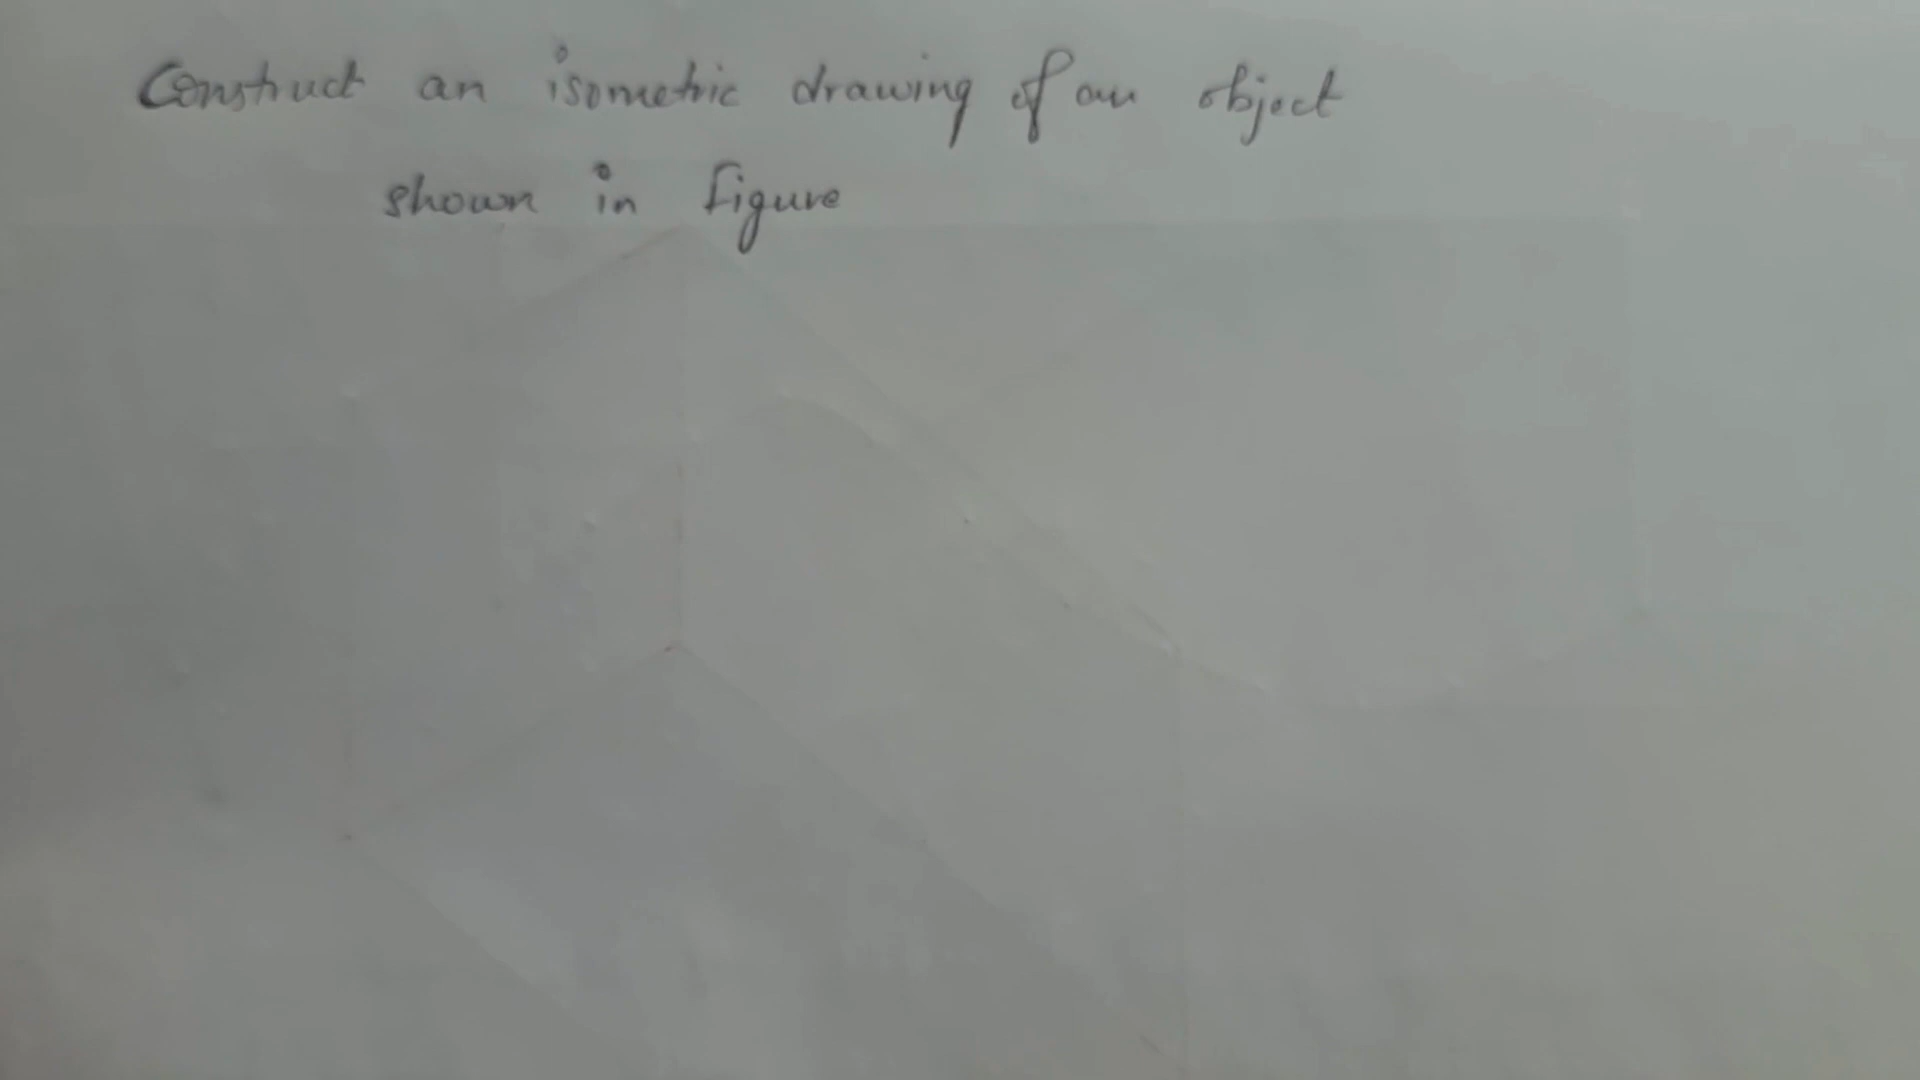 Construct an isometric drawing of an object
shown in figure